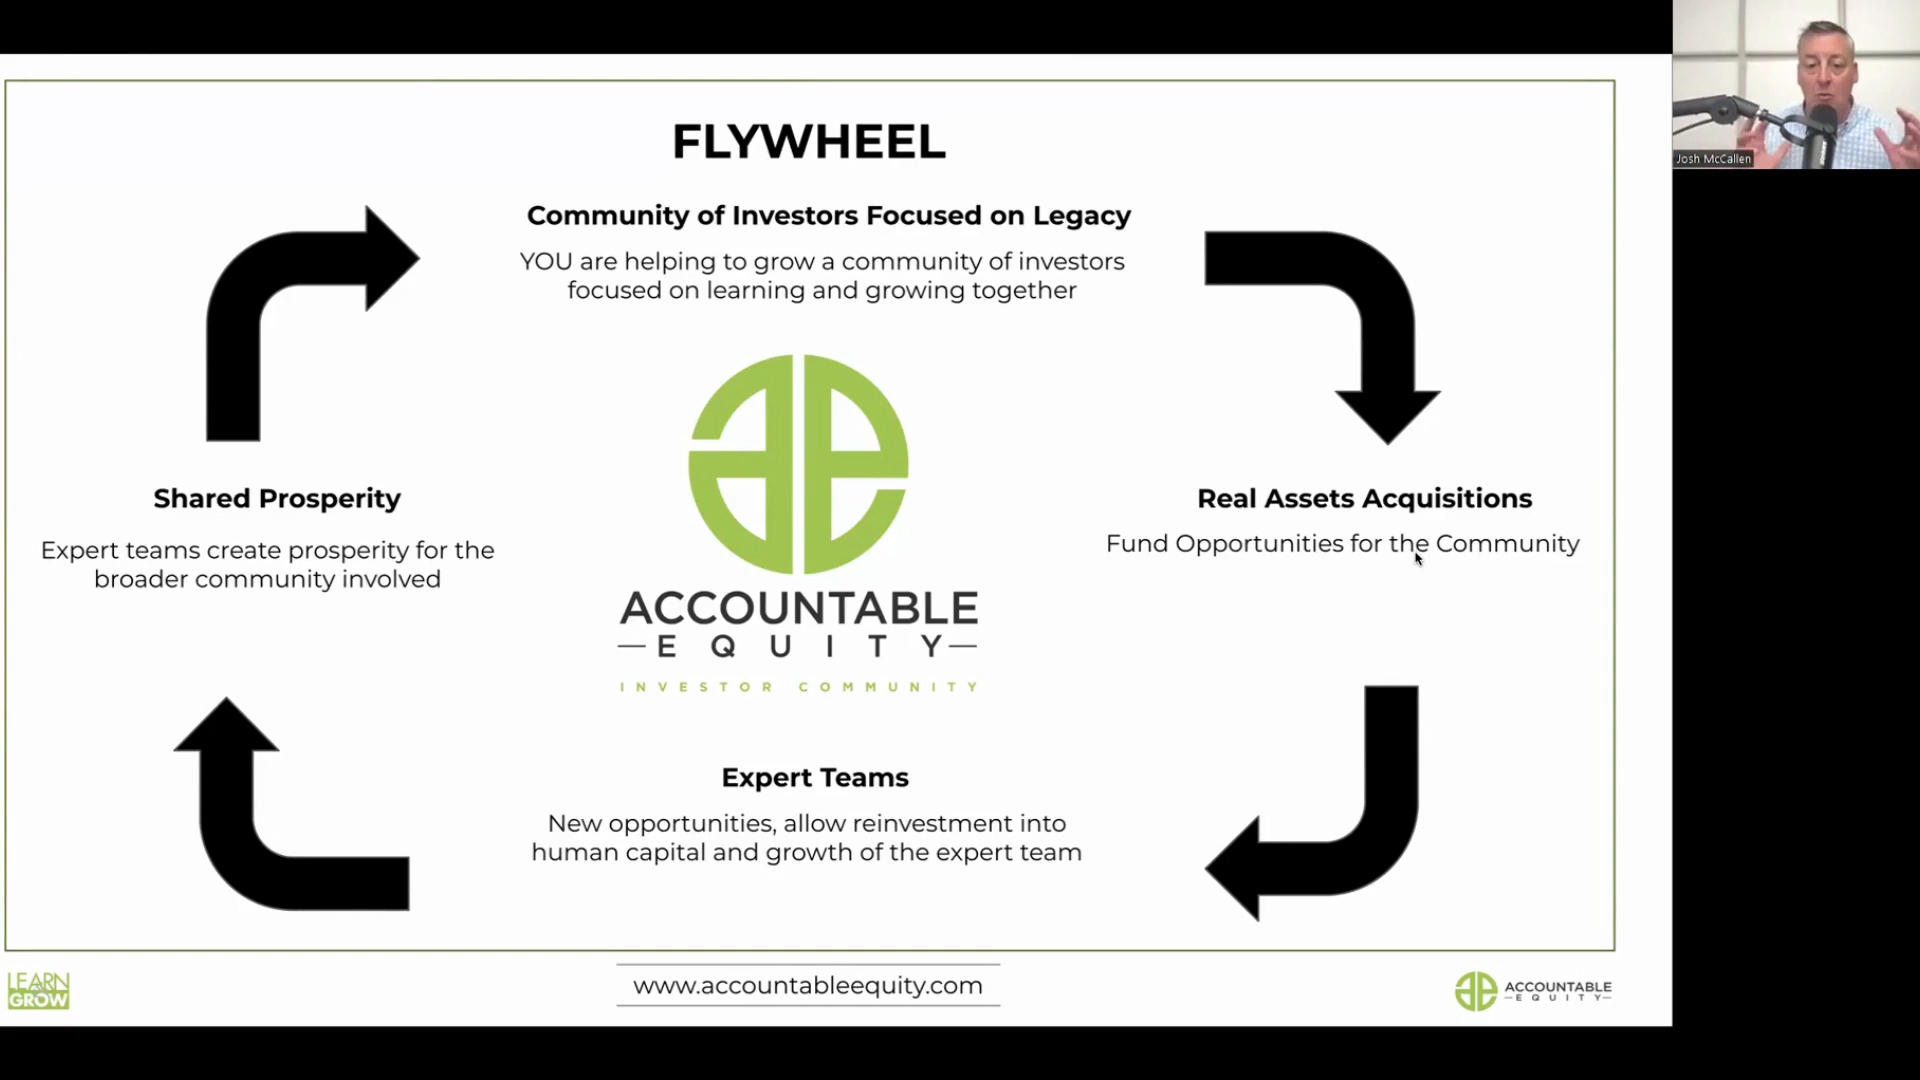 FLYWHEEL
Community of Investors Focused on Legacy
YOU are helping to grow a community of investors
focused on learning and growing together
Josh McCallen
Shared Prosperity
Expert teams create prosperity for the
broader community involved
Real Assets Acquisitions
Fund Opportunities for the Community
ACCOUNTABLE
EQUITY
INVESTOR COMMUNITY
Expert Teams
New opportunities, allow reinvestment into
human capital and growth of the expert team
LEARN
GROW
www.accountableequity.com
ACCOUNTABLE
EQUITY